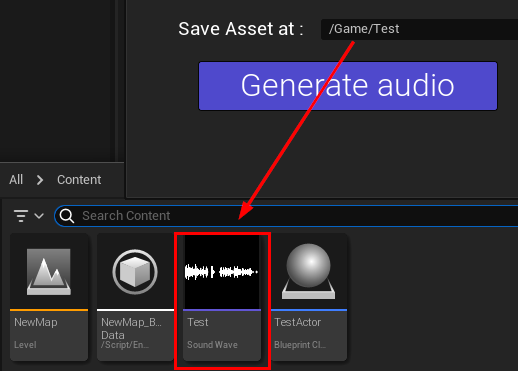 Save Asset at :
/Game/Test
Generate audio
All
Content
Search Content
NewMap
Level
NewMap_B...
Data
/Script/En...
Test
Sound Wave
TestActor
Blueprint Cl...